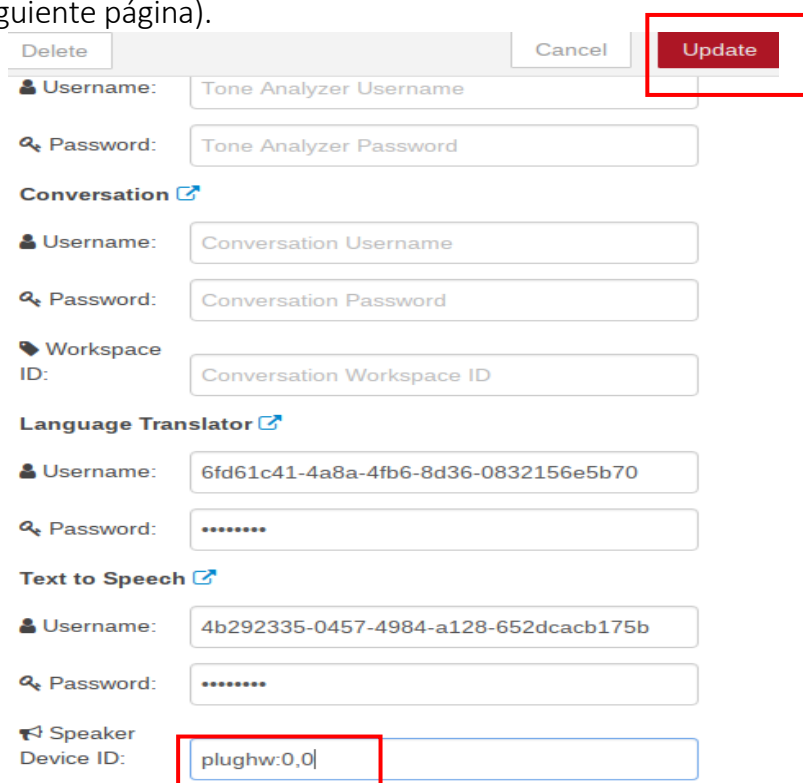 guiente página).
Delete Cancel Update
Username: Tone Analyzer Username
Password: Tone Analyzer Password
Conversation
Username: Conversation Username
Password: Conversation Password
Workspace
ID: Conversation Workspace ID
Language Translator
Username: 6fd61c41-4a8a-4fb6-8d36-0832156e5b70
Password: ••••••••
Text to Speech
Username: 4b292335-0457-4984-a128-652dcacb175b
Password: ••••••••
Speaker
Device ID: plughw:0,0